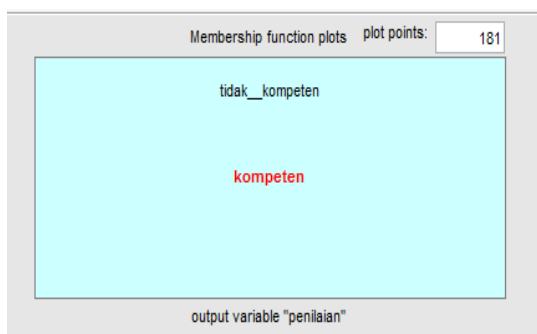 Membership function plots plot points: 181
tidak__kompeten
kompeten
output variable "penilaian"